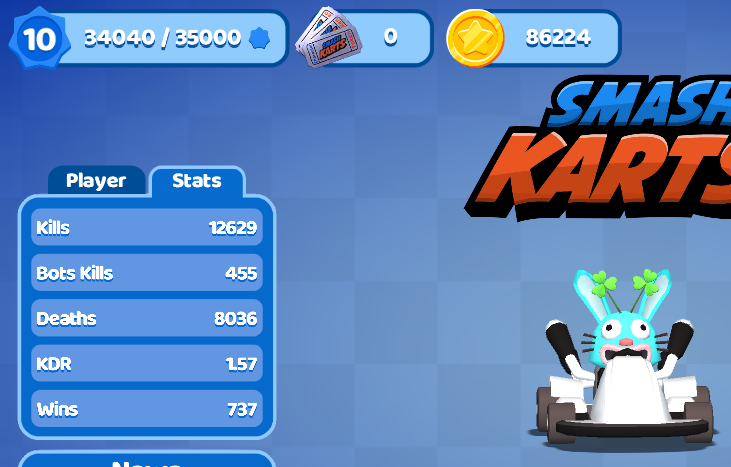 10 34040 / 35000 0 86224
SMASH
KARTS
Player Stats
Kills 12629
Bots Kills 455
Deaths 8036
KDR 1.57
Wins 737
News